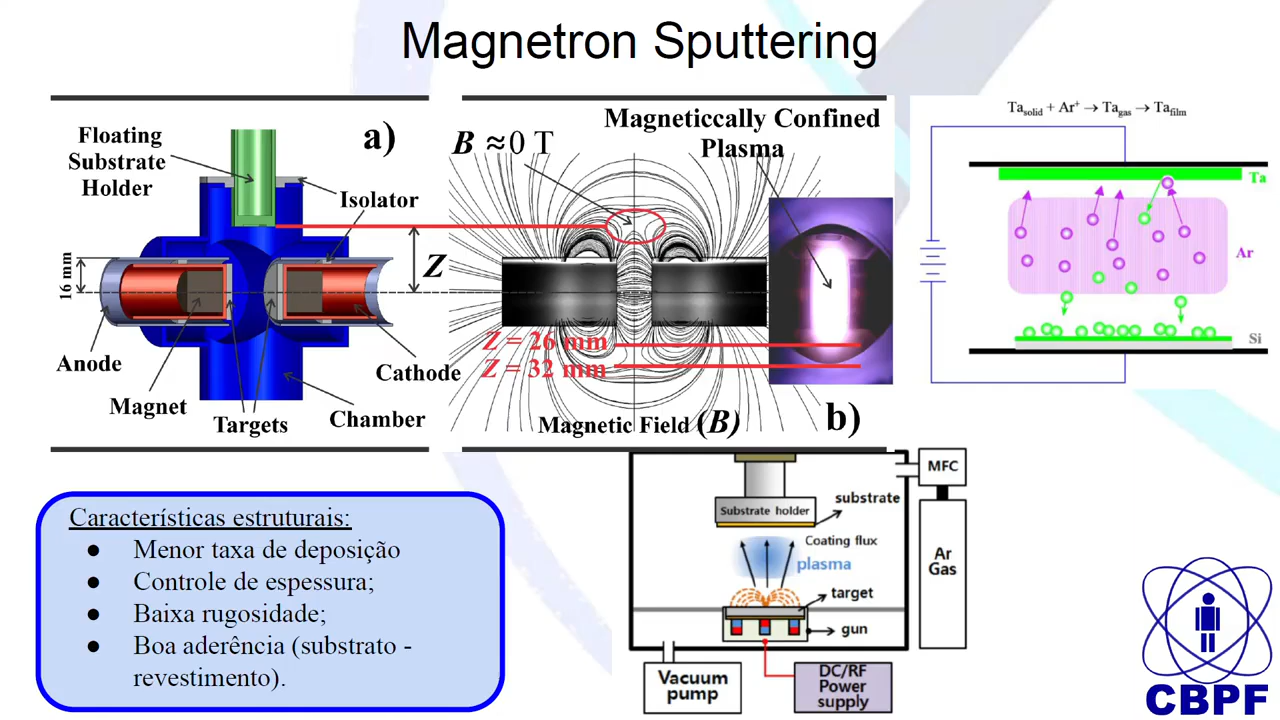 Magnetron Sputtering
Floating
Substrate
Holder
a)
Isolator
16 mm
Z
Anode
Magnet
Targets
Chamber
Cathode
B ≈0 T
Magneticcally Confined
Plasma
Z = 26 mm
Z = 32 mm
Magnetic Field (B)
b)
Ta_solid + Ar⁺ → Ta_gas → Ta_film
Ta
Ar
Si
Características estruturais:
● Menor taxa de deposição
● Controle de espessura;
● Baixa rugosidade;
● Boa aderência (substrato -
revestimento).
MFC
substrate
Substrate holder
Coating flux
plasma
Ar
Gas
target
gun
Vacuum
pump
DC/RF
Power
supply
CBPF